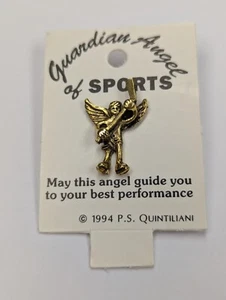 Guardian Angel
of SPORTS
May this angel guide you
to your best performance
© 1994 P.S. QUINTILIANI